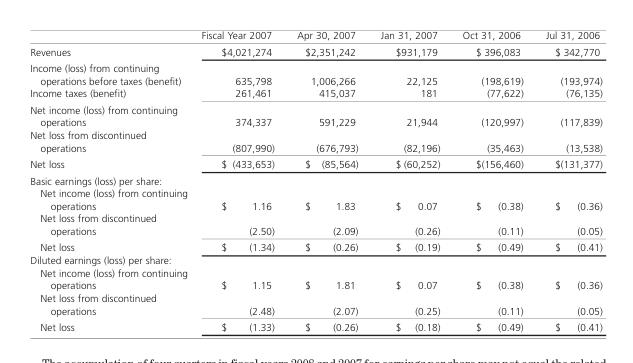 Fiscal Year 2007 Apr 30, 2007 Jan 31, 2007 Oct 31, 2006 Jul 31, 2006
Revenues $4,021,274 $2,351,242 $931,179 $ 396,083 $ 342,770
Income (loss) from continuing
operations before taxes (benefit) 635,798 1,006,266 22,125 (198,619) (193,974)
Income taxes (benefit) 261,461 415,037 181 (77,622) (76,135)
Net income (loss) from continuing
operations 374,337 591,229 21,944 (120,997) (117,839)
Net loss from discontinued
operations (807,990) (676,793) (82,196) (35,463) (13,538)
Net loss $ (433,653) $ (85,564) $ (60,252) $(156,460) $(131,377)
Basic earnings (loss) per share:
Net income (loss) from continuing
operations $ 1.16 $ 1.83 $ 0.07 $ (0.38) $ (0.36)
Net loss from discontinued
operations (2.50) (2.09) (0.26) (0.11) (0.05)
Net loss $ (1.34) $ (0.26) $ (0.19) $ (0.49) $ (0.41)
Diluted earnings (loss) per share:
Net income (loss) from continuing
operations $ 1.15 $ 1.81 $ 0.07 $ (0.38) $ (0.36)
Net loss from discontinued
operations (2.48) (2.07) (0.25) (0.11) (0.05)
Net loss $ (1.33) $ (0.26) $ (0.18) $ (0.49) $ (0.41)
The accumulation of four quarters in fiscal years 2008 and 2007 for earnings per share may not equal the related